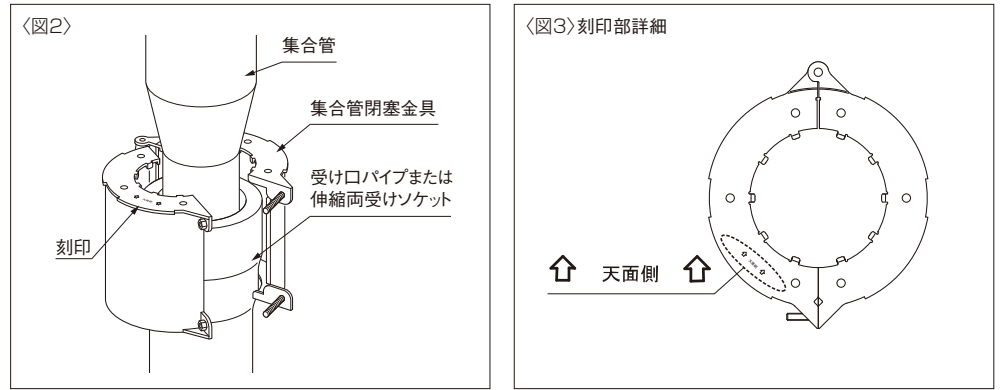 〈図2〉
集合管
集合管閉塞金具
受け口パイプまたは
伸縮両受けソケット
刻印
〈図3〉刻印部詳細
⇧ 天面側 ⇧